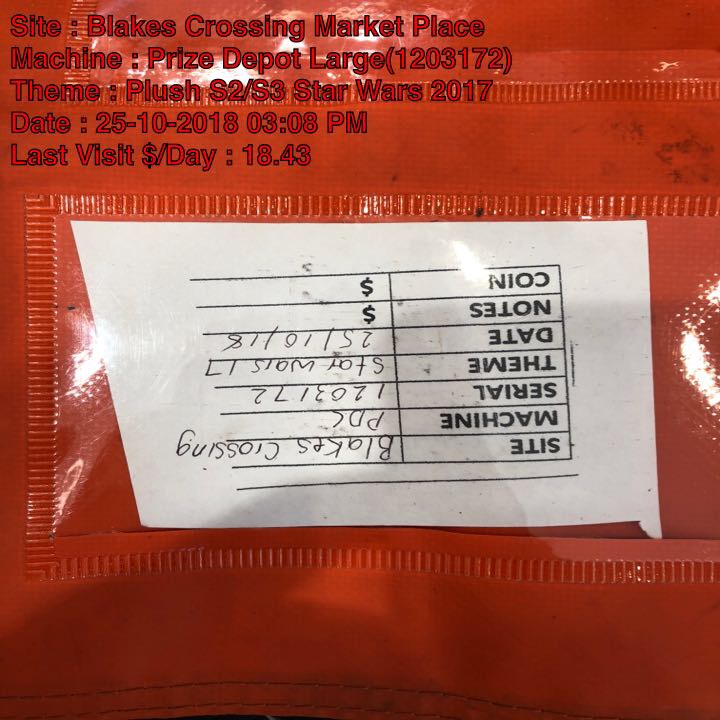 Site : Blakes Crossing Market Place
Machine : Prize Depot Large(1203172)
Theme : Plush S2/S3 Star Wars 2017
Date : 25-10-2018 03:08 PM
Last Visit $/Day : 18.43
SITE Blakes Crossing
MACHINE PDL
SERIAL 1203172
THEME Star wars 17
DATE 25/10/18
NOTES $
COIN $